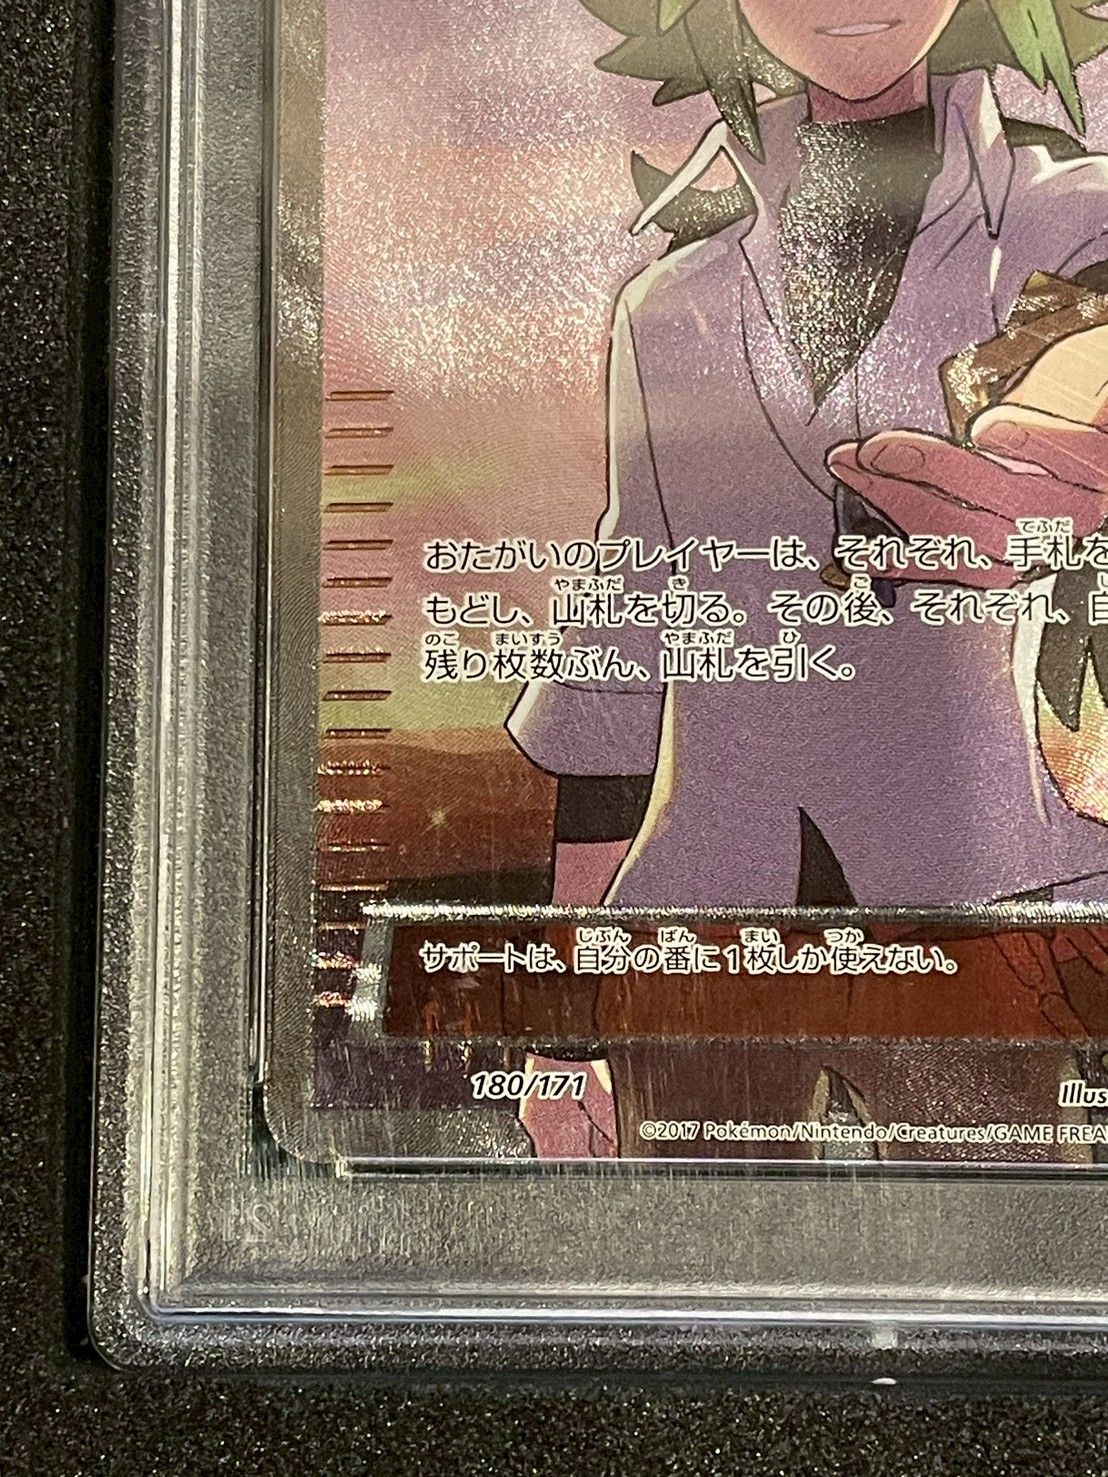 おたがいのプレイヤーは、それぞれ、手札を
もどし、山札を切る。その後、それぞれ、自
残り枚数ぶん、山札を引く。
サポートは、自分の番に1枚しか使えない。
180/171 Illus
©2017 Pokémon/Nintendo/Creatures/GAME FREA